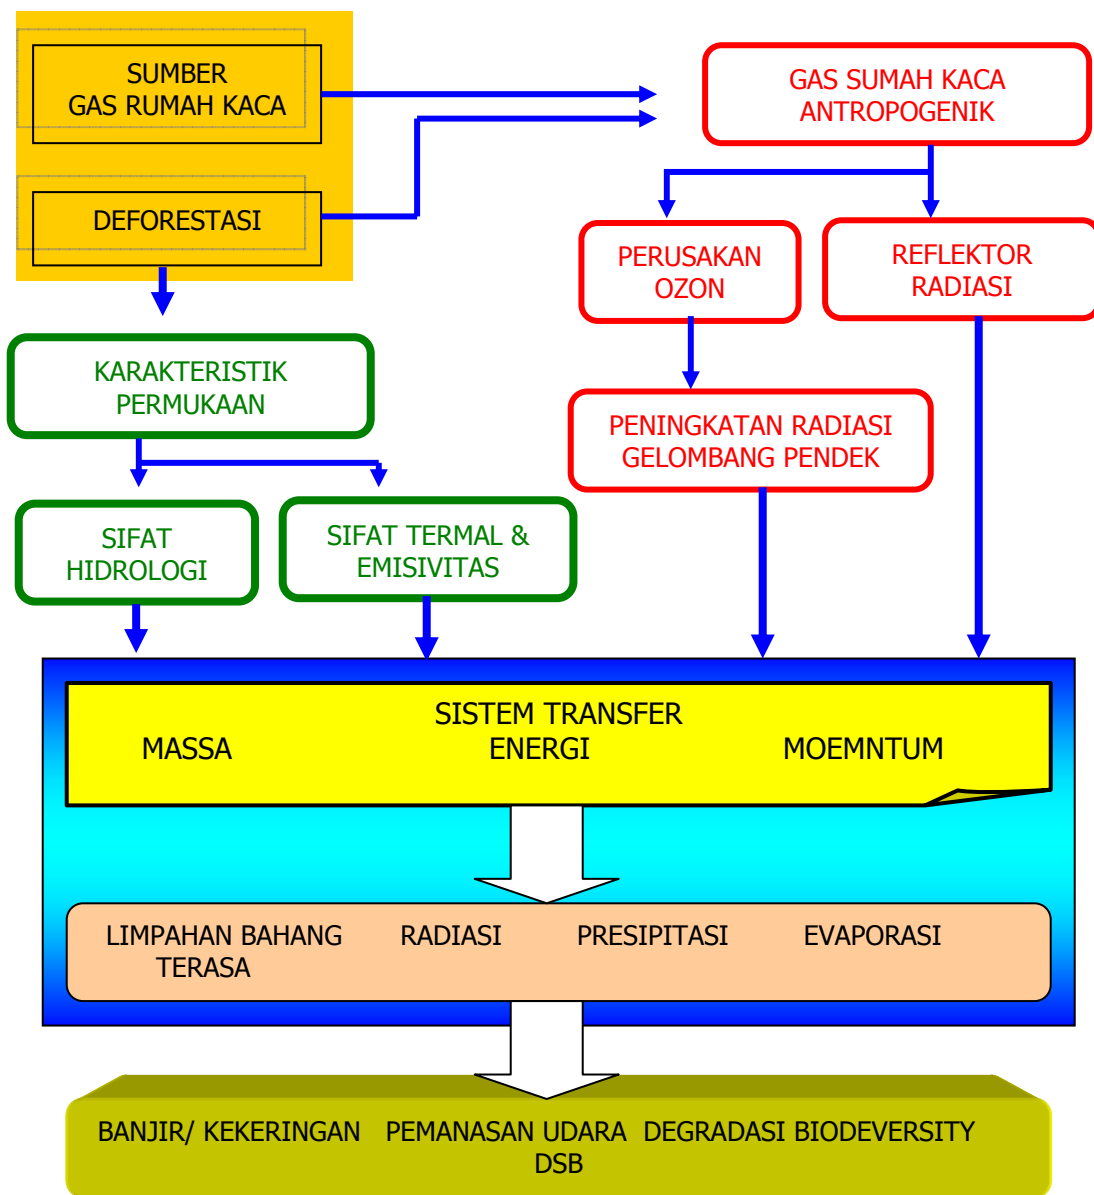 SUMBER
GAS RUMAH KACA
GAS SUMAH KACA
ANTROPOGENIK
DEFORESTASI
PERUSAKAN
OZON
REFLEKTOR
RADIASI
KARAKTERISTIK
PERMUKAAN
PENINGKATAN RADIASI
GELOMBANG PENDEK
SIFAT
HIDROLOGI
SIFAT TERMAL &
EMISIVITAS
SISTEM TRANSFER
MASSA ENERGI MOEMNTUM
LIMPAHAN BAHANG RADIASI PRESIPITASI EVAPORASI
TERASA
BANJIR/ KEKERINGAN PEMANASAN UDARA DEGRADASI BIODEVERSITY
DSB